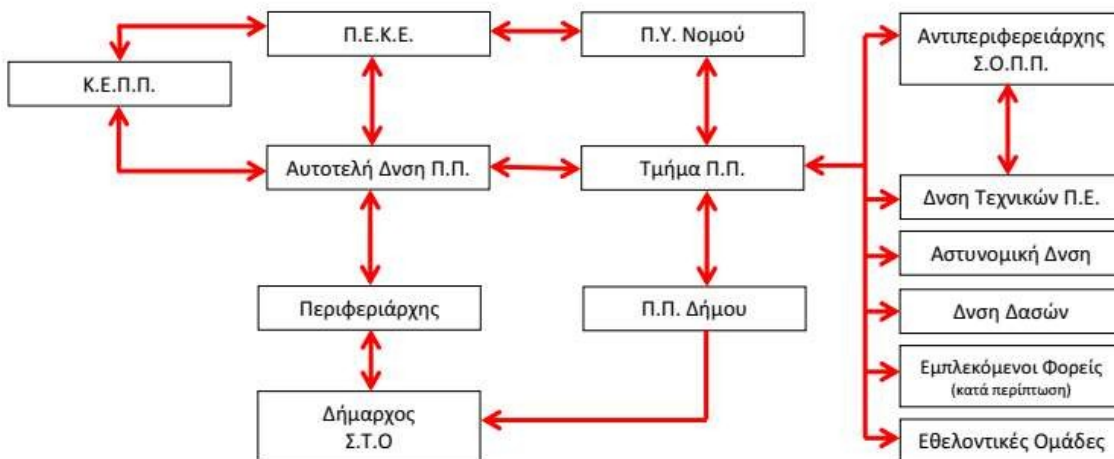 Π.Ε.Κ.Ε.
Π.Υ. Νομού
Αντιπεριφερειάρχης
Σ.Ο.Π.Π.
Κ.Ε.Π.Π.
Αυτοτελή Δνση Π.Π.
Τμήμα Π.Π.
Δνση Τεχνικών Π.Ε.
Αστυνομική Δνση
Περιφεριάρχης
Π.Π. Δήμου
Δνση Δασών
Εμπλεκόμενοι Φορείς
(κατά περίπτωση)
Δήμαρχος
Σ.Τ.Ο
Εθελοντικές Ομάδες